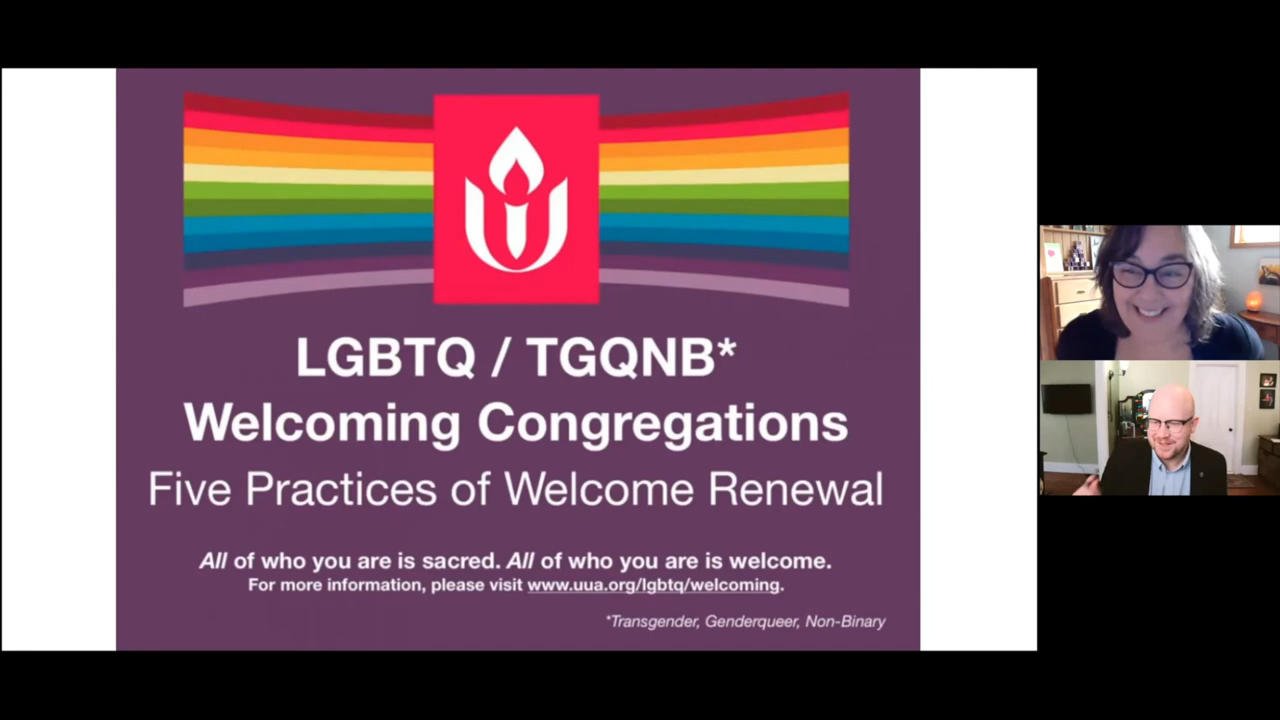 LGBTQ / TGQNB*
Welcoming Congregations
Five Practices of Welcome Renewal
All of who you are is sacred. All of who you are is welcome.
For more information, please visit www.uua.org/lgbtq/welcoming.
*Transgender, Genderqueer, Non-Binary